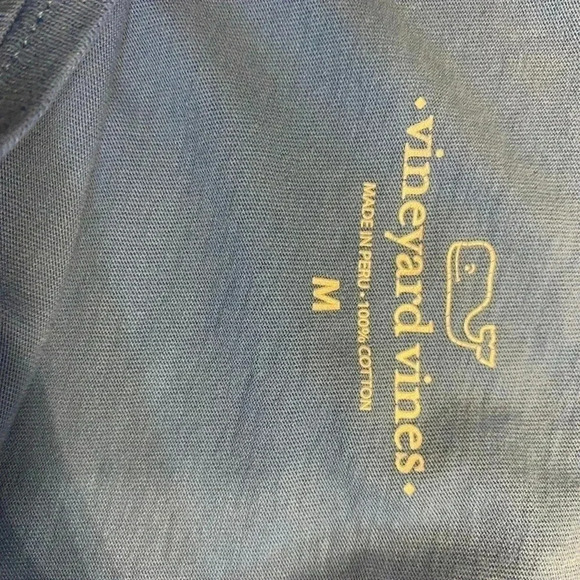 ·vineyard vines·
MADE IN PERU • 100% COTTON
M